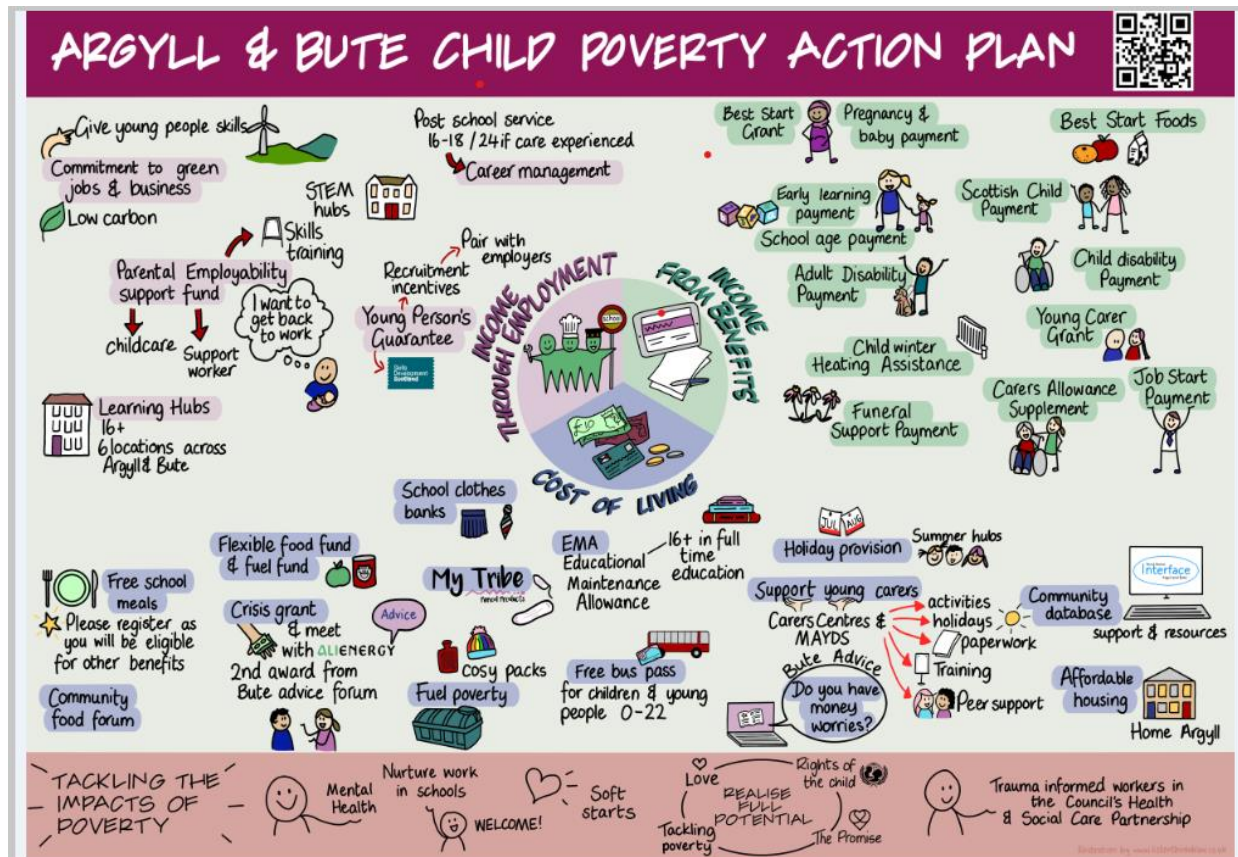 ARGYLL & BUTE CHILD POVERTY ACTION PLAN
Give young people skills
Commitment to green
jobs & business
Low carbon
STEM
hubs
Skills
training
Parental Employability
support fund
childcare
Support
worker
I want to
get back
to work
Learning Hubs
16+
6 locations across
Argyll & Bute
Post school service
16-18 / 24 if care experienced
Career management
Pair with
employers
Recruitment
incentives
Young Person's
Guarantee
Skills
Development
Scotland
INCOME
THROUGH EMPLOYMENT
School
INCOME
FROM BENEFITS
£10
COST OF LIVING
Best Start
Grant
Pregnancy &
baby payment
Best Start Foods
Early learning
payment
School age payment
Scottish Child
Payment
Adult Disability
Payment
Child disability
Payment
Child winter
Heating Assistance
Young Carer
Grant
Funeral
Support Payment
Carers Allowance
Supplement
Job Start
Payment
School clothes
banks
Flexible food fund
& fuel fund
Free school
meals
Please register as
you will be eligible
for other benefits
Community
food forum
Crisis grant
& meet
with ALIENERGY
2nd award from
Bute advice forum
Advice
My Tribe
period products
EMA
Educational
Maintenance
Allowance
16+ in full
time
education
Cosy packs
Fuel poverty
Free bus pass
for children & young
people 0-22
JUL AUG
Holiday provision
Summer hubs
Support young carers
Carers Centres &
MAYDS
activities
holidays
paperwork
Training
Peer support
Bute Advice
Do you have
money
worries?
Community
database
Interface
support & resources
Affordable
housing
Home Argyll
TACKLING THE
IMPACTS OF
POVERTY
Mental
Health
Nurture work
in schools
WELCOME!
Soft
starts
Love
Rights of
the child
REALISE
FULL
POTENTIAL
Tackling
poverty
The Promise
Trauma informed workers in
the Council's Health
& Social Care Partnership